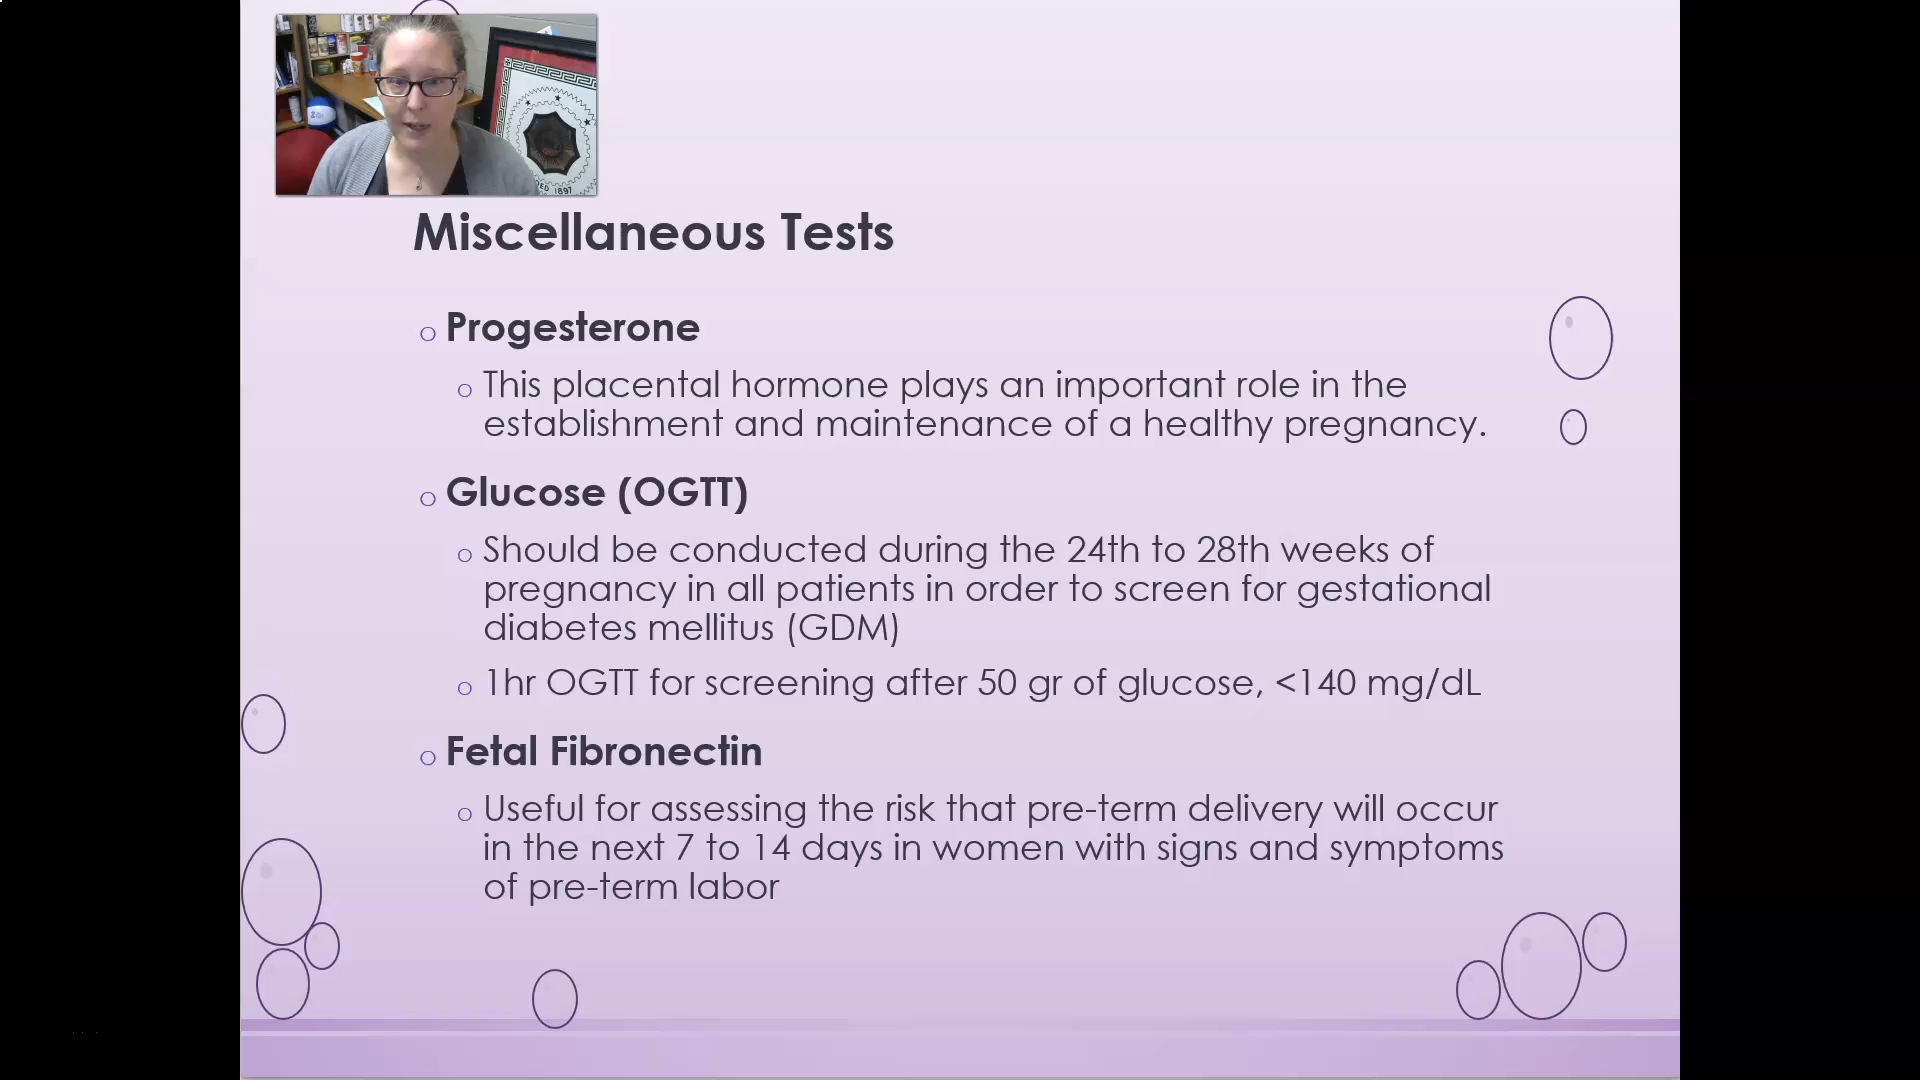 ED 1897
Miscellaneous Tests
o Progesterone
o This placental hormone plays an important role in the
establishment and maintenance of a healthy pregnancy.
o Glucose (OGTT)
o Should be conducted during the 24th to 28th weeks of
pregnancy in all patients in order to screen for gestational
diabetes mellitus (GDM)
o 1hr OGTT for screening after 50 gr of glucose, <140 mg/dL
o Fetal Fibronectin
o Useful for assessing the risk that pre-term delivery will occur
in the next 7 to 14 days in women with signs and symptoms
of pre-term labor